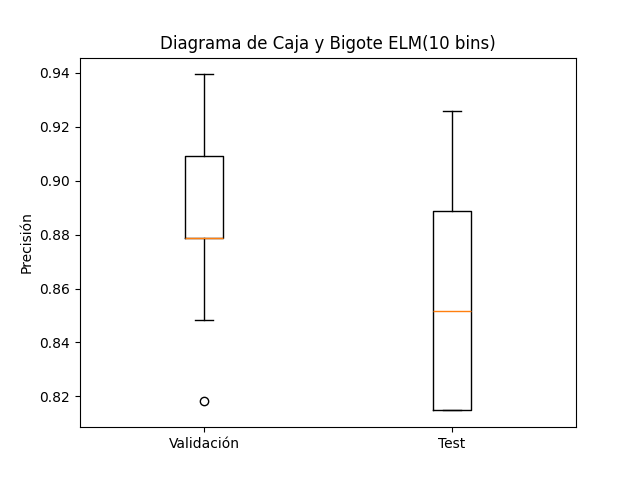 Diagrama de Caja y Bigote ELM(10 bins)
0.94
0.92
0.90
0.88
0.86
0.84
0.82
Precisión
Validación
Test